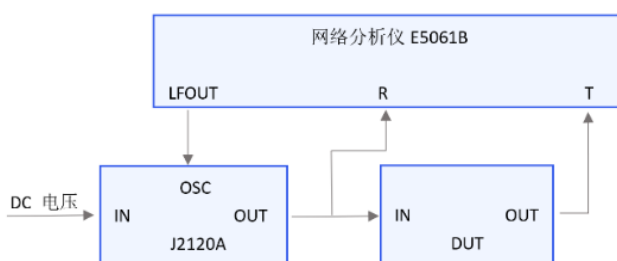 网络分析仪 E5061B
LFOUT R T
OSC
DC 电压 IN OUT IN OUT
J2120A DUT